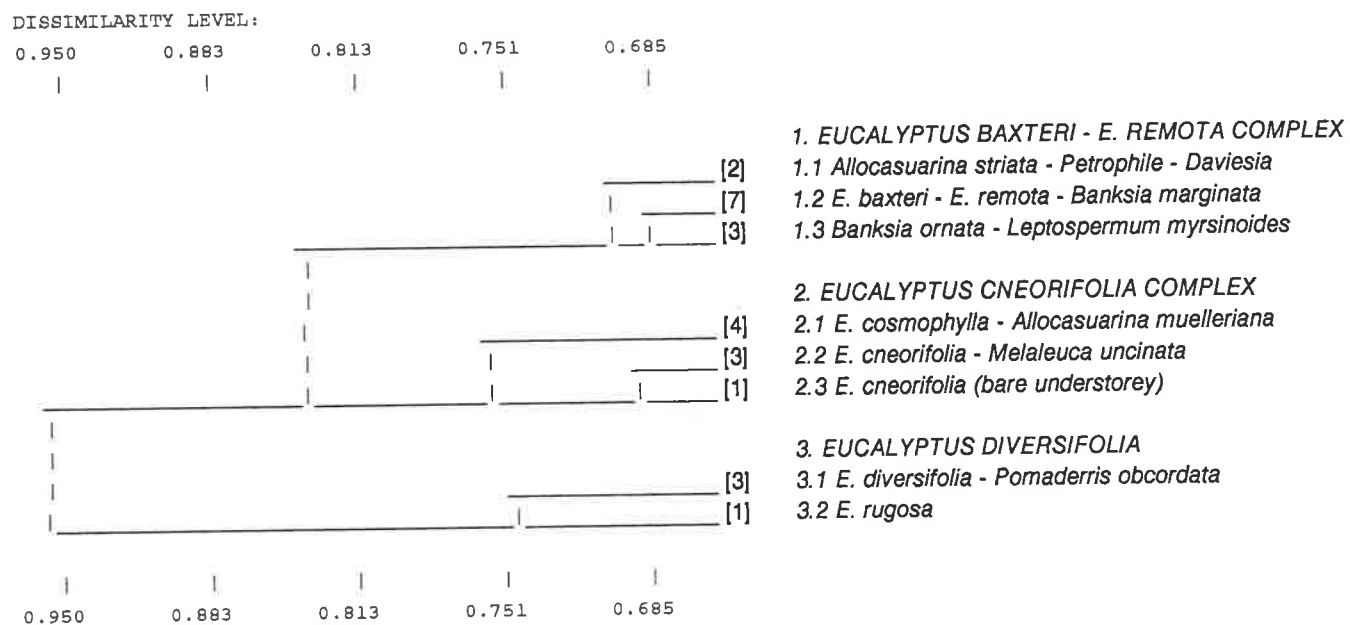 DISSIMILARITY LEVEL:
0.950 0.883 0.813 0.751 0.685
1. EUCALYPTUS BAXTERI - E. REMOTA COMPLEX
[2] 1.1 Allocasuarina striata - Petrophile - Daviesia
[7] 1.2 E. baxteri - E. remota - Banksia marginata
[3] 1.3 Banksia ornata - Leptospermum myrsinoides
2. EUCALYPTUS CNEORIFOLIA COMPLEX
[4] 2.1 E. cosmophylla - Allocasuarina muelleriana
[3] 2.2 E. cneorifolia - Melaleuca uncinata
[1] 2.3 E. cneorifolia (bare understorey)
3. EUCALYPTUS DIVERSIFOLIA
[3] 3.1 E. diversifolia - Pomaderris obcordata
[1] 3.2 E. rugosa
0.950 0.883 0.813 0.751 0.685